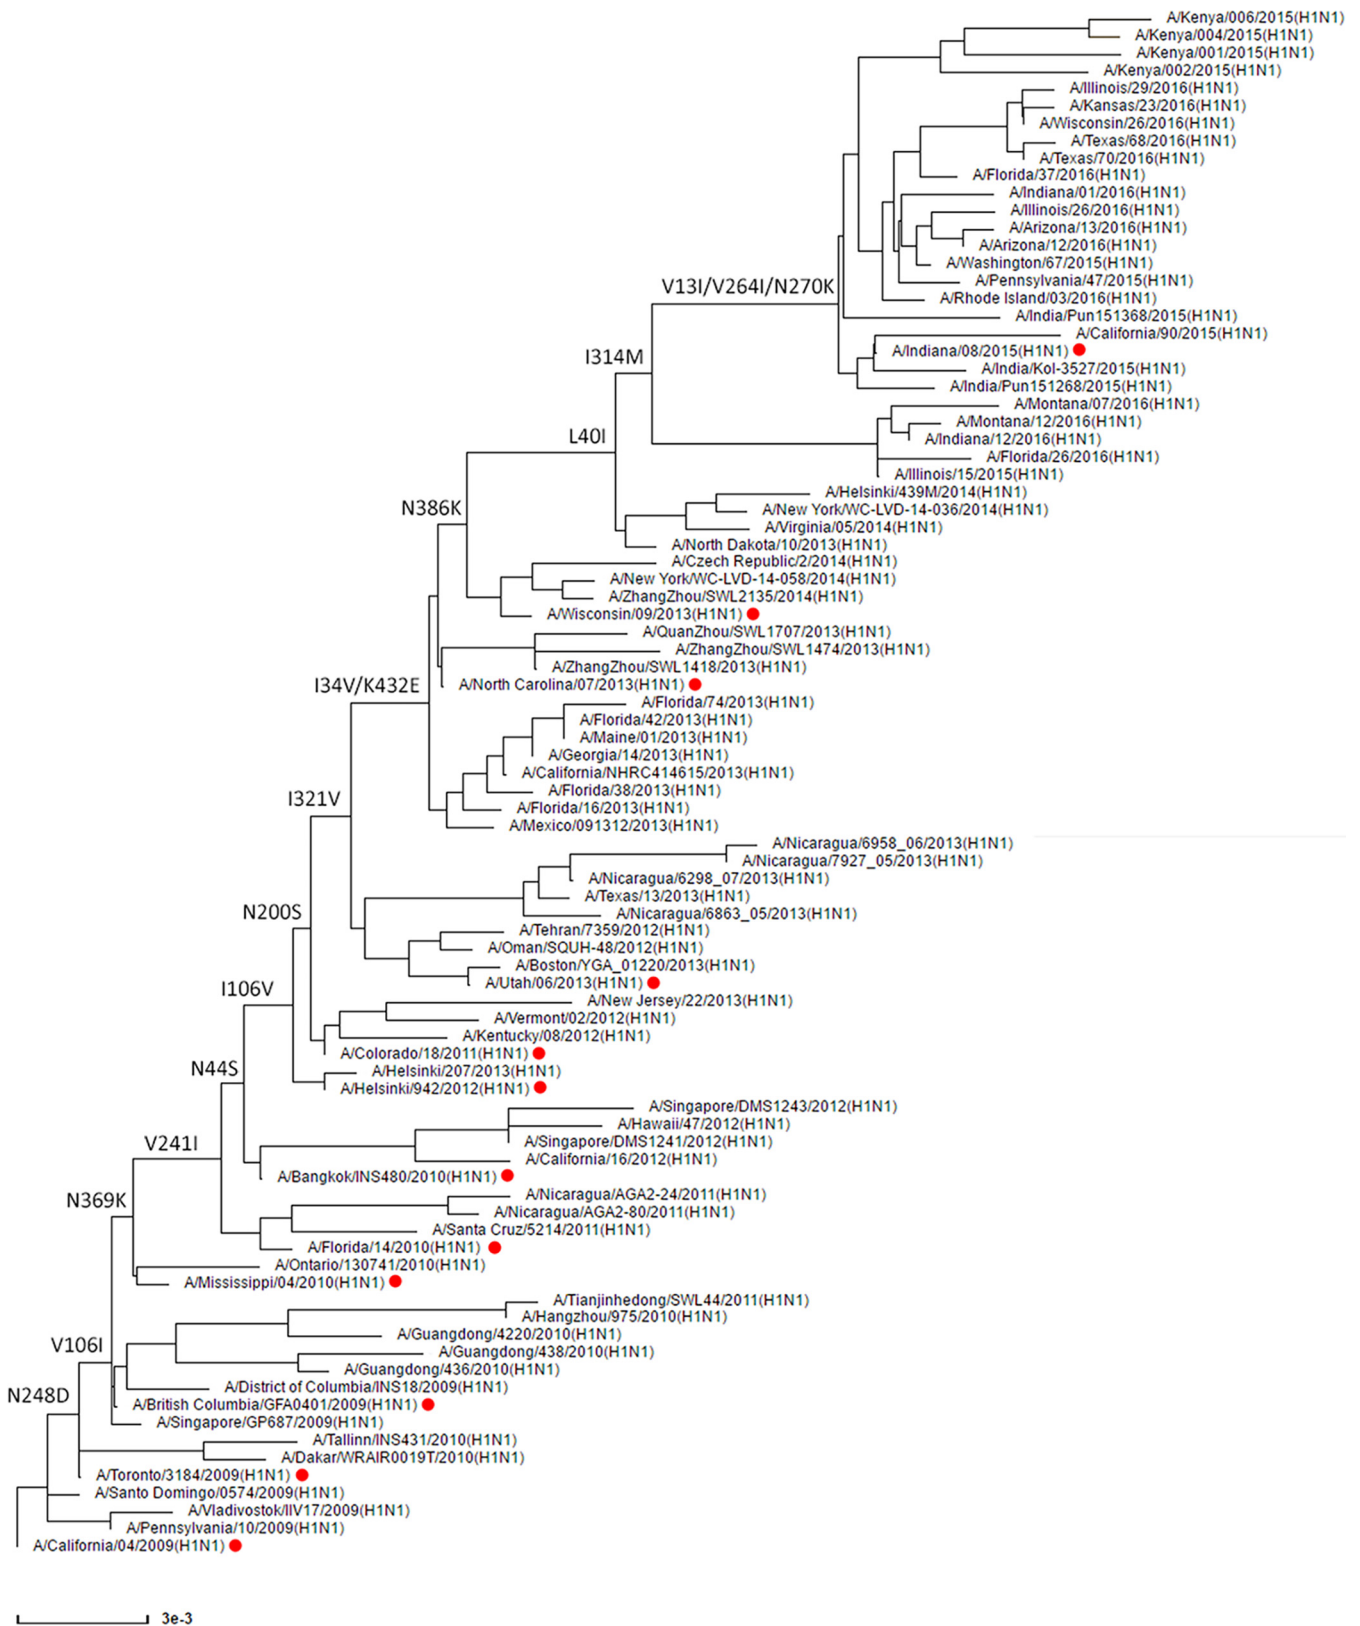 A/Kenya/006/2015(H1N1)
A/Kenya/004/2015(H1N1)
A/Kenya/001/2015(H1N1)
A/Kenya/002/2015(H1N1)
A/Illinois/29/2016(H1N1)
A/Kansas/23/2016(H1N1)
A/Wisconsin/26/2016(H1N1)
A/Texas/68/2016(H1N1)
A/Texas/70/2016(H1N1)
A/Florida/37/2016(H1N1)
A/Indiana/01/2016(H1N1)
A/Illinois/26/2016(H1N1)
A/Arizona/13/2016(H1N1)
A/Arizona/12/2016(H1N1)
A/Washington/67/2015(H1N1)
A/Pennsylvania/47/2015(H1N1)
V13I/V264I/N270K
A/Rhode Island/03/2016(H1N1)
A/India/Pun151368/2015(H1N1)
A/California/90/2015(H1N1)
A/Indiana/08/2015(H1N1)
I314M
A/India/Kol-3527/2015(H1N1)
A/India/Pun151268/2015(H1N1)
A/Montana/07/2016(H1N1)
A/Montana/12/2016(H1N1)
L40I
A/Indiana/12/2016(H1N1)
A/Florida/26/2016(H1N1)
A/Illinois/15/2015(H1N1)
A/Helsinki/439M/2014(H1N1)
N386K
A/New York/WC-LVD-14-036/2014(H1N1)
A/Virginia/05/2014(H1N1)
A/North Dakota/10/2013(H1N1)
A/Czech Republic/2/2014(H1N1)
A/New York/WC-LVD-14-058/2014(H1N1)
A/ZhangZhou/SWL2135/2014(H1N1)
A/Wisconsin/09/2013(H1N1)
A/QuanZhou/SWL1707/2013(H1N1)
A/ZhangZhou/SWL1474/2013(H1N1)
A/ZhangZhou/SWL1418/2013(H1N1)
I34V/K432E
A/North Carolina/07/2013(H1N1)
A/Florida/74/2013(H1N1)
A/Florida/42/2013(H1N1)
A/Maine/01/2013(H1N1)
A/Georgia/14/2013(H1N1)
A/California/NHRC414615/2013(H1N1)
A/Florida/38/2013(H1N1)
I321V
A/Florida/16/2013(H1N1)
A/Mexico/091312/2013(H1N1)
A/Nicaragua/6958_06/2013(H1N1)
A/Nicaragua/7927_05/2013(H1N1)
A/Nicaragua/6298_07/2013(H1N1)
A/Texas/13/2013(H1N1)
N200S
A/Nicaragua/6863_05/2013(H1N1)
A/Tehran/7359/2012(H1N1)
A/Oman/SQUH-48/2012(H1N1)
A/Boston/YGA_01220/2013(H1N1)
A/Utah/06/2013(H1N1)
I106V
A/New Jersey/22/2013(H1N1)
A/Vermont/02/2012(H1N1)
A/Kentucky/08/2012(H1N1)
A/Colorado/18/2011(H1N1)
N44S
A/Helsinki/207/2013(H1N1)
A/Helsinki/942/2012(H1N1)
A/Singapore/DMS1243/2012(H1N1)
A/Hawaii/47/2012(H1N1)
V241I
A/Singapore/DMS1241/2012(H1N1)
A/California/16/2012(H1N1)
A/Bangkok/INS480/2010(H1N1)
N369K
A/Nicaragua/AGA2-24/2011(H1N1)
A/Nicaragua/AGA2-80/2011(H1N1)
A/Santa Cruz/5214/2011(H1N1)
A/Florida/14/2010(H1N1)
A/Ontario/130741/2010(H1N1)
A/Mississippi/04/2010(H1N1)
A/Tianjinhedong/SWL44/2011(H1N1)
A/Hangzhou/975/2010(H1N1)
A/Guangdong/4220/2010(H1N1)
V106I
A/Guangdong/438/2010(H1N1)
A/Guangdong/436/2010(H1N1)
A/District of Columbia/INS18/2009(H1N1)
N248D
A/British Columbia/GFA0401/2009(H1N1)
A/Singapore/GP687/2009(H1N1)
A/Tallinn/INS431/2010(H1N1)
A/Dakar/WRAIR0019T/2010(H1N1)
A/Toronto/3184/2009(H1N1)
A/Santo Domingo/0574/2009(H1N1)
A/Vladivostok/IIV17/2009(H1N1)
A/Pennsylvania/10/2009(H1N1)
A/California/04/2009(H1N1)
3e-3